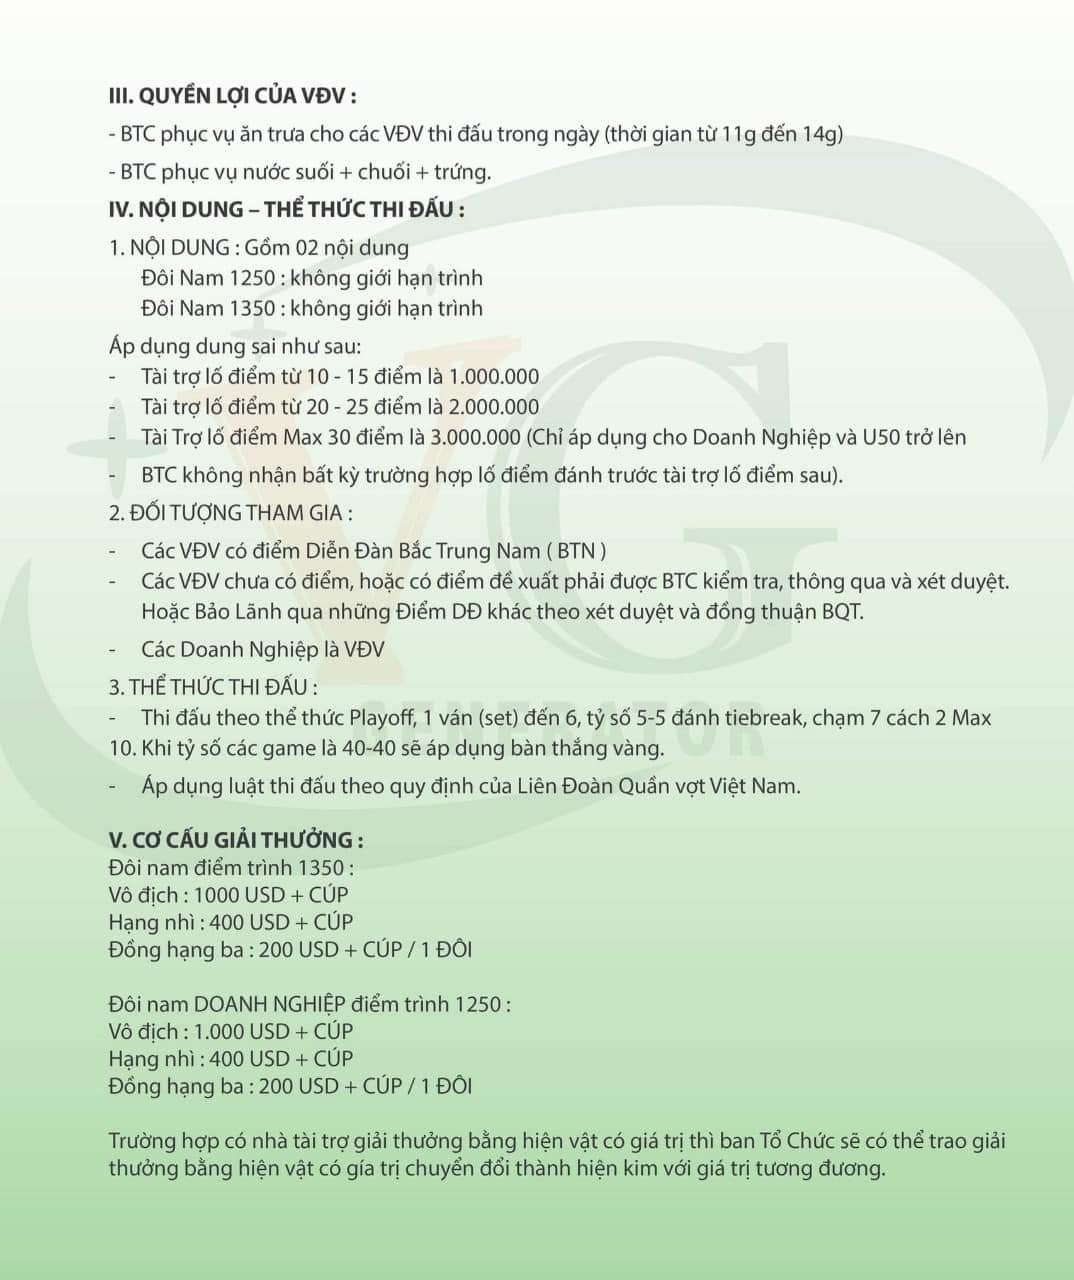 III. QUYỀN LỢI CỦA VĐV :
- BTC phục vụ ăn trưa cho các VĐV thi đấu trong ngày (thời gian từ 11g đến 14g)
- BTC phục vụ nước suối + chuối + trứng.
IV. NỘI DUNG – THỂ THỨC THI ĐẤU :
1. NỘI DUNG : Gồm 02 nội dung
Đôi Nam 1250 : không giới hạn trình
Đôi Nam 1350 : không giới hạn trình
Áp dụng dung sai như sau:
- Tài trợ lố điểm từ 10 - 15 điểm là 1.000.000
- Tài trợ lố điểm từ 20 - 25 điểm là 2.000.000
- Tài Trợ lố điểm Max 30 điểm là 3.000.000 (Chỉ áp dụng cho Doanh Nghiệp và U50 trở lên
- BTC không nhận bất kỳ trường hợp lố điểm đánh trước tài trợ lố điểm sau).
2. ĐỐI TƯỢNG THAM GIA :
- Các VĐV có điểm Diễn Đàn Bắc Trung Nam ( BTN )
- Các VĐV chưa có điểm, hoặc có điểm đề xuất phải được BTC kiểm tra, thông qua và xét duyệt.
Hoặc Bảo Lãnh qua những Điểm DĐ khác theo xét duyệt và đồng thuận BQT.
- Các Doanh Nghiệp là VĐV
3. THỂ THỨC THI ĐẤU :
- Thi đấu theo thể thức Playoff, 1 ván (set) đến 6, tỷ số 5-5 đánh tiebreak, chạm 7 cách 2 Max
10. Khi tỷ số các game là 40-40 sẽ áp dụng bàn thắng vàng.
- Áp dụng luật thi đấu theo quy định của Liên Đoàn Quần vợt Việt Nam.
V. CƠ CẤU GIẢI THƯỞNG :
Đôi nam điểm trình 1350 :
Vô địch : 1000 USD + CÚP
Hạng nhì : 400 USD + CÚP
Đồng hạng ba : 200 USD + CÚP / 1 ĐÔI
Đôi nam DOANH NGHIỆP điểm trình 1250 :
Vô địch : 1.000 USD + CÚP
Hạng nhì : 400 USD + CÚP
Đồng hạng ba : 200 USD + CÚP / 1 ĐÔI
Trường hợp có nhà tài trợ giải thưởng bằng hiện vật có giá trị thì ban Tổ Chức sẽ có thể trao giải
thưởng bằng hiện vật có gía trị chuyển đổi thành hiện kim với giá trị tương đương.
VG
GENERATOR